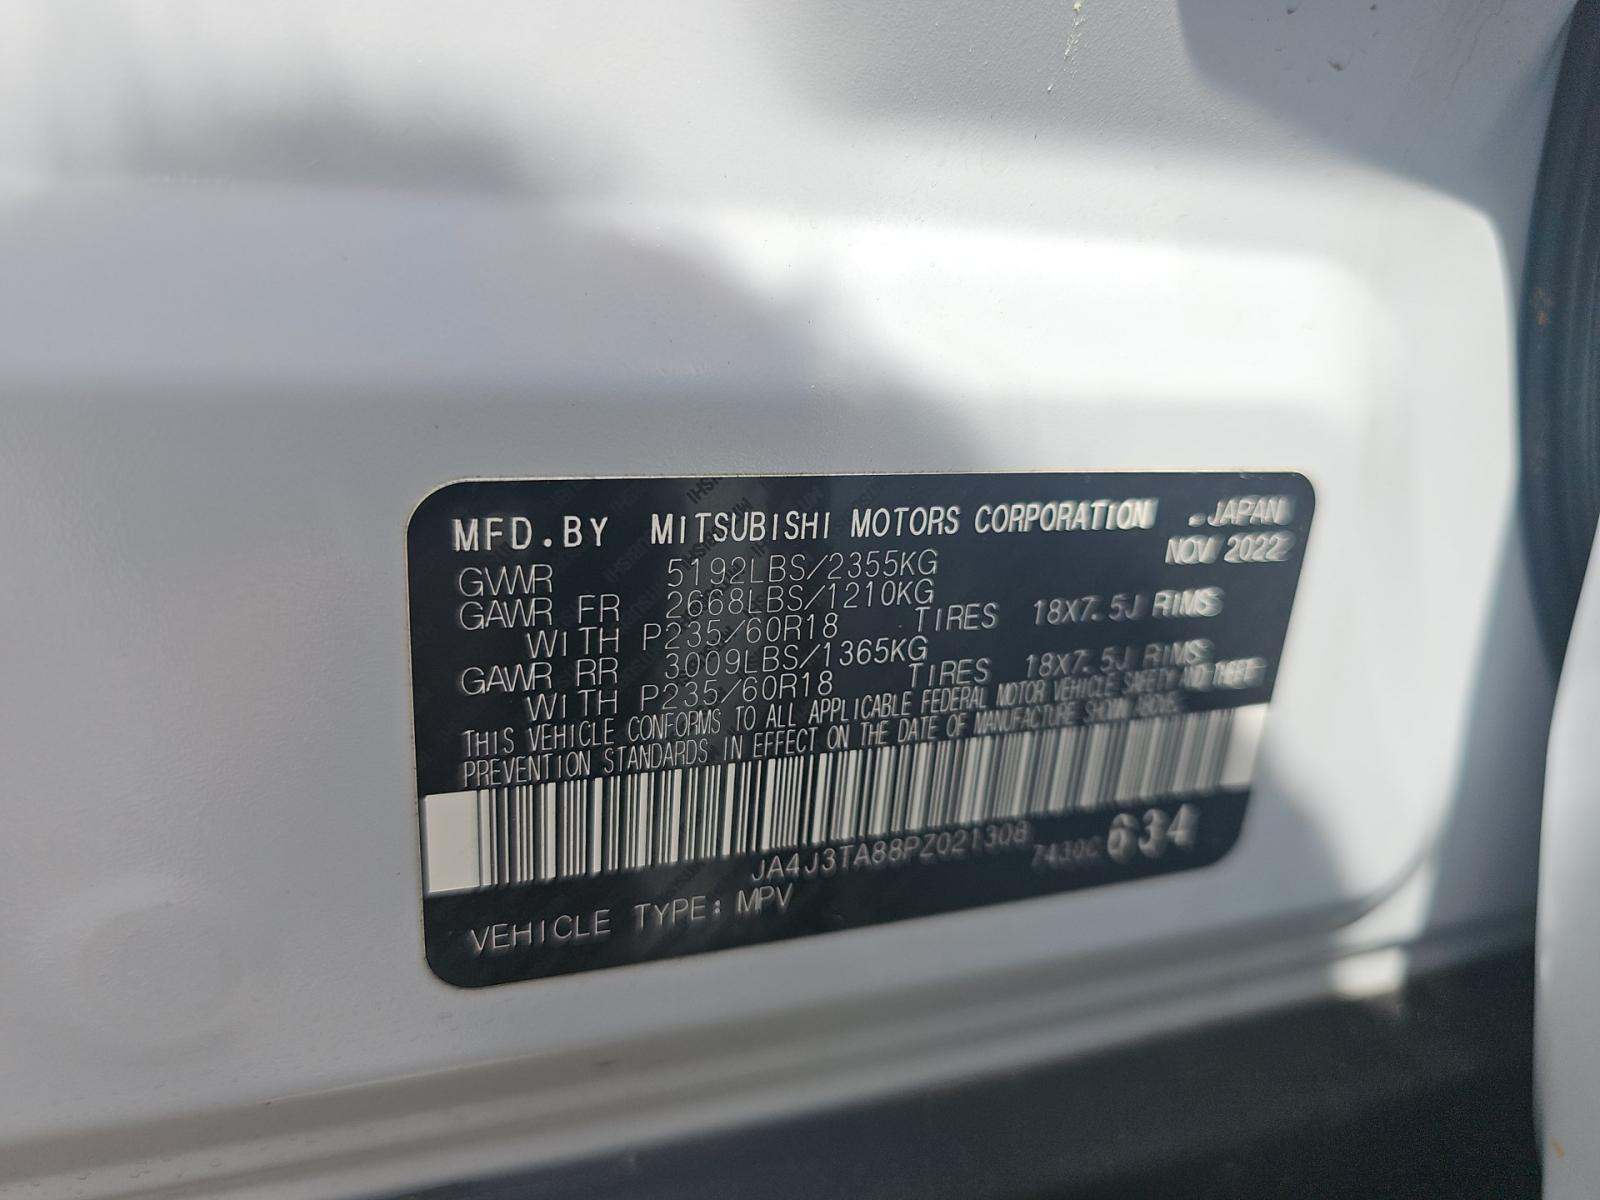 MFD.BY MITSUBISHI MOTORS CORPORATION JAPAN
NOV 2022
GVWR 5192LBS/2355KG
GAWR FR 2668LBS/1210KG
WITH P235/60R18 TIRES 18X7.5J RIMS
GAWR RR 3009LBS/1365KG
WITH P235/60R18 TIRES 18X7.5J RIMS
THIS VEHICLE CONFORMS TO ALL APPLICABLE FEDERAL MOTOR VEHICLE SAFETY AND THEFT
PREVENTION STANDARDS IN EFFECT ON THE DATE OF MANUFACTURE SHOWN ABOVE.
JA4J3TA88PZ021308
634
VEHICLE TYPE: MPV